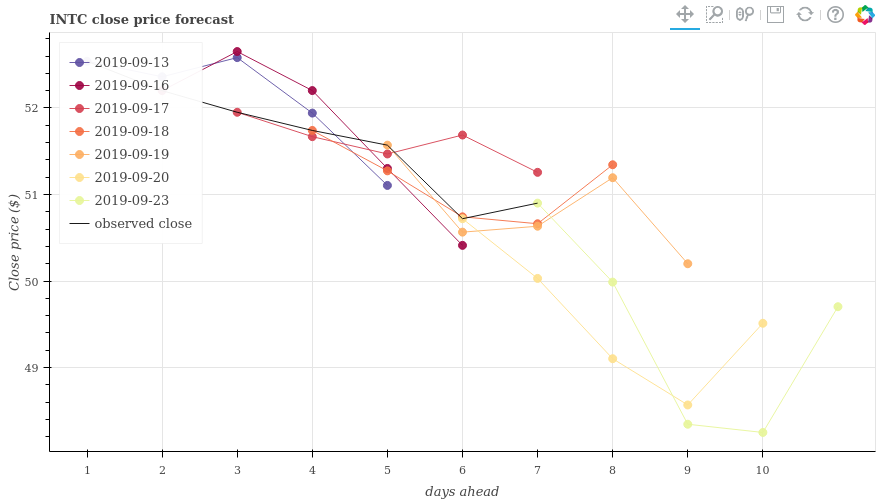 INTC close price forecast
2019-09-13
2019-09-16
2019-09-17
2019-09-18
2019-09-19
2019-09-20
2019-09-23
observed close
Close price ($)
52
51
50
49
1 2 3 4 5 6 7 8 9 10
days ahead